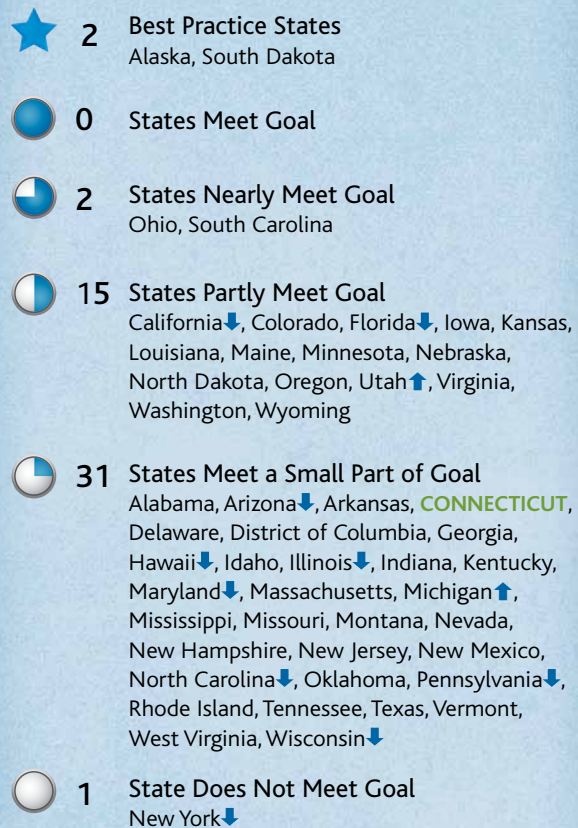 2 Best Practice States
Alaska, South Dakota
0 States Meet Goal
2 States Nearly Meet Goal
Ohio, South Carolina
15 States Partly Meet Goal
California⬇, Colorado, Florida⬇, Iowa, Kansas,
Louisiana, Maine, Minnesota, Nebraska,
North Dakota, Oregon, Utah⬆, Virginia,
Washington, Wyoming
31 States Meet a Small Part of Goal
Alabama, Arizona⬇, Arkansas, CONNECTICUT,
Delaware, District of Columbia, Georgia,
Hawaii⬇, Idaho, Illinois⬇, Indiana, Kentucky,
Maryland⬇, Massachusetts, Michigan⬆,
Mississippi, Missouri, Montana, Nevada,
New Hampshire, New Jersey, New Mexico,
North Carolina⬇, Oklahoma, Pennsylvania⬇,
Rhode Island, Tennessee, Texas, Vermont,
West Virginia, Wisconsin⬇
1 State Does Not Meet Goal
New York⬇